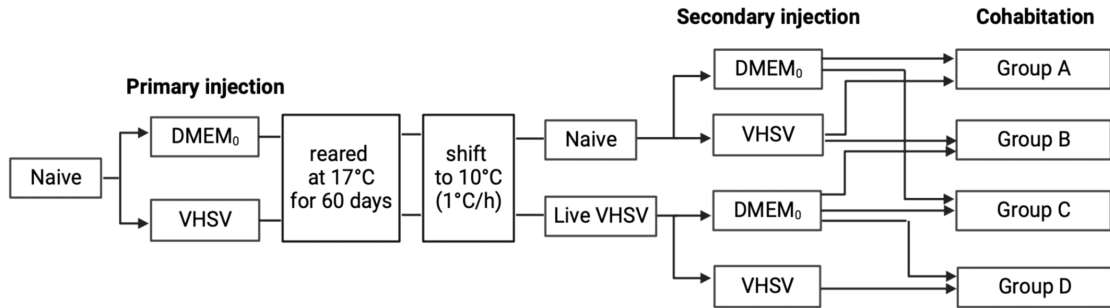 Secondary injection
Cohabitation
Primary injection
Naive
DMEM₀
VHSV
reared
at 17°C
for 60 days
shift
to 10°C
(1°C/h)
Naive
Live VHSV
DMEM₀
VHSV
DMEM₀
VHSV
Group A
Group B
Group C
Group D